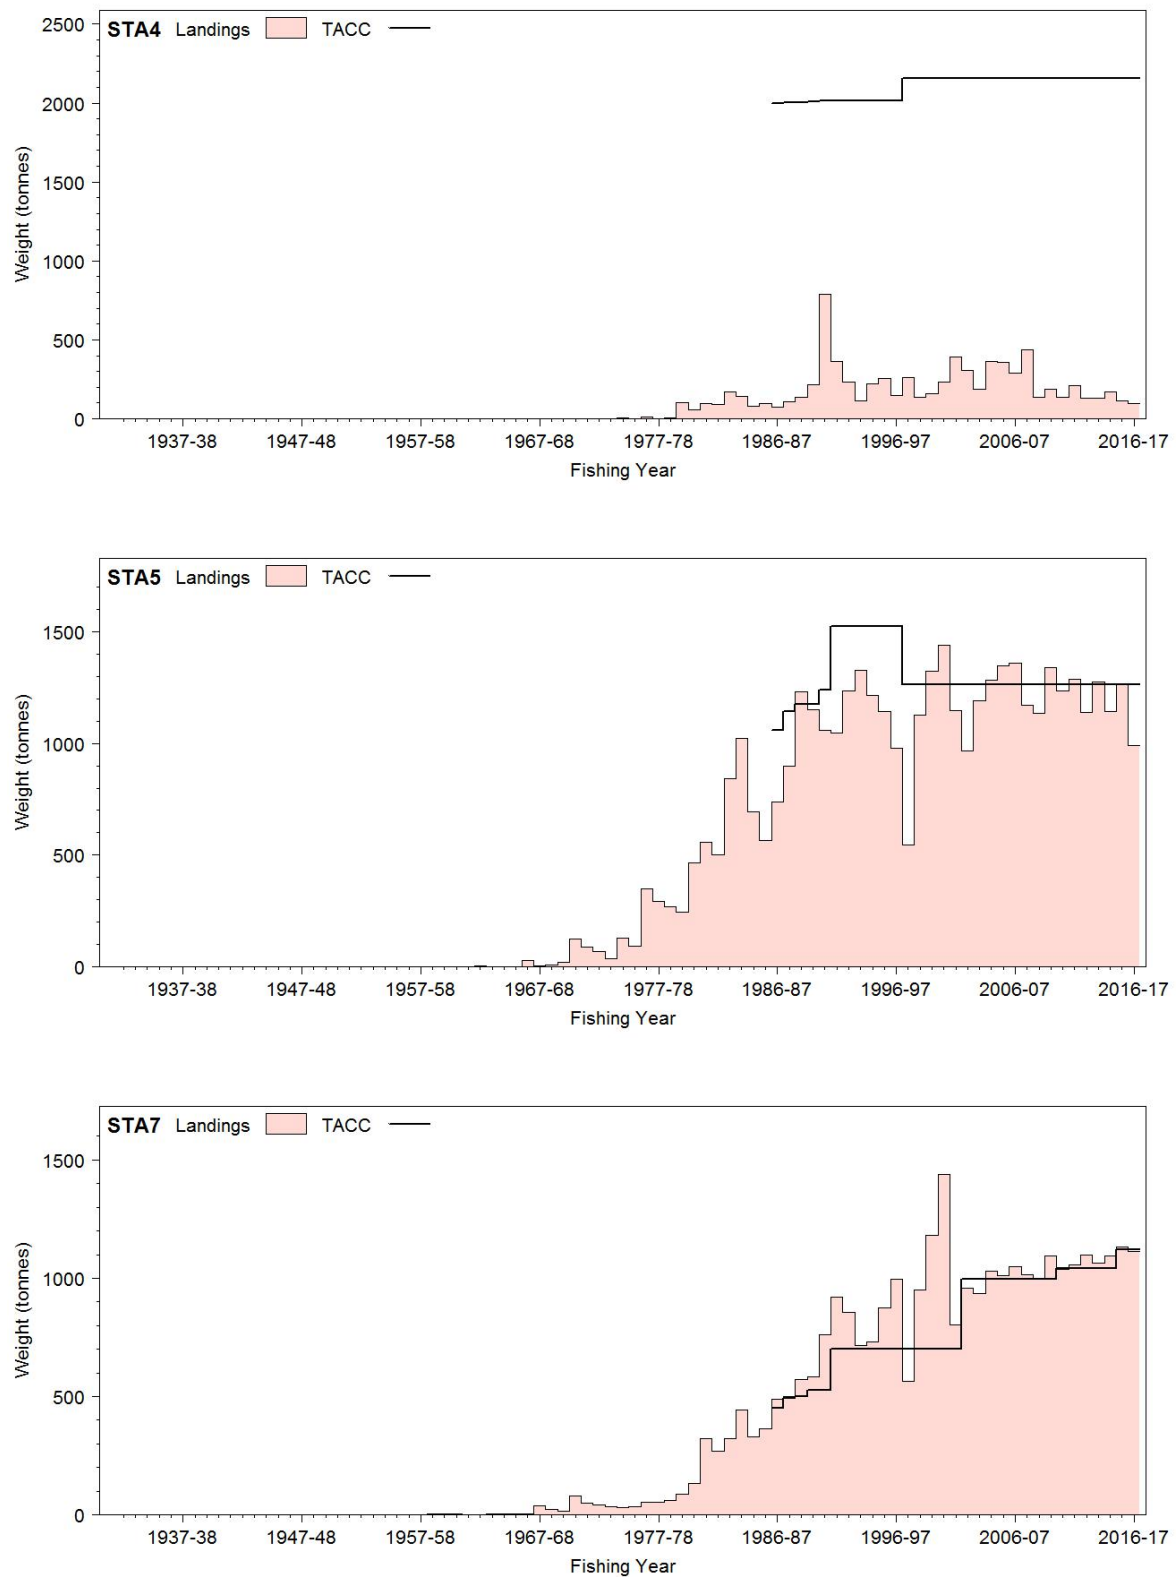 STA4 Landings TACC
2500
2000
1500
1000
500
0
Weight (tonnes)
1937-38 1947-48 1957-58 1967-68 1977-78 1986-87 1996-97 2006-07 2016-17
Fishing Year
STA5 Landings TACC
1500
1000
500
0
Weight (tonnes)
1937-38 1947-48 1957-58 1967-68 1977-78 1986-87 1996-97 2006-07 2016-17
Fishing Year
STA7 Landings TACC
1500
1000
500
0
Weight (tonnes)
1937-38 1947-48 1957-58 1967-68 1977-78 1986-87 1996-97 2006-07 2016-17
Fishing Year